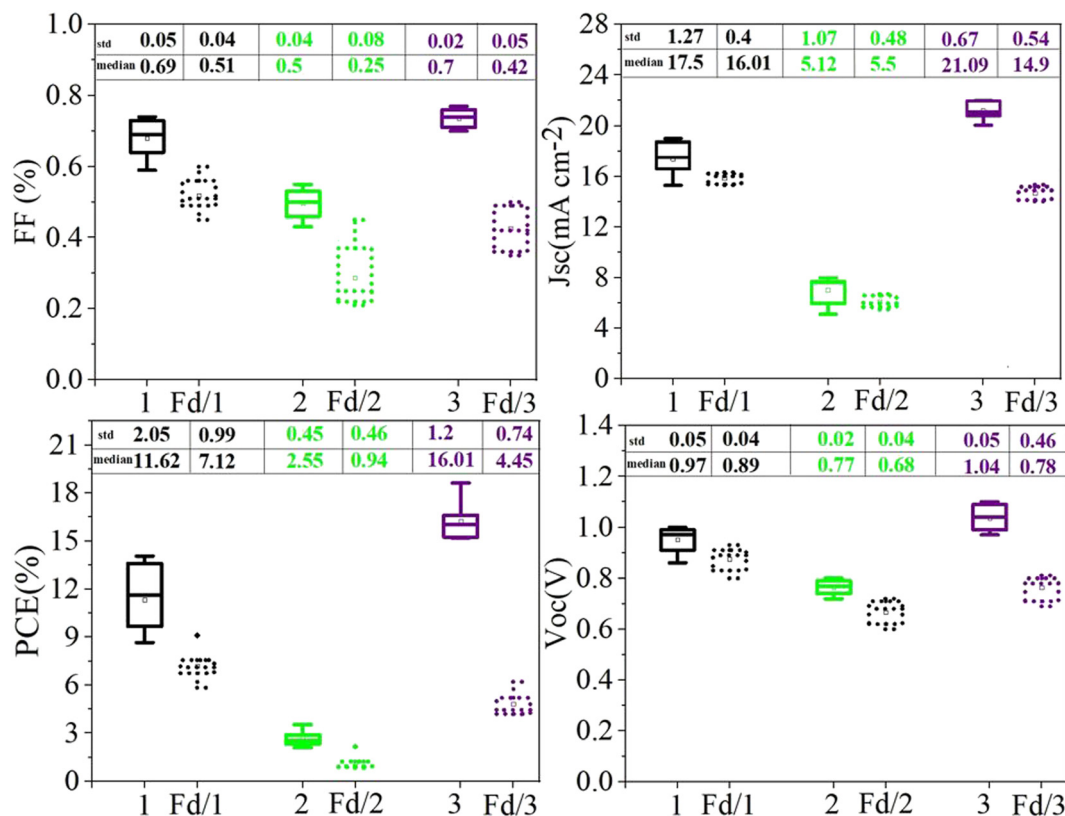 FF (%)
1.0
0.8
0.6
0.4
0.2
0.0
std 0.05 0.04 0.04 0.08 0.02 0.05
median 0.69 0.51 0.5 0.25 0.7 0.42
1 Fd/1 2 Fd/2 3 Fd/3
Jsc(mA cm-2)
28
24
20
16
12
8
4
0
std 1.27 0.4 1.07 0.48 0.67 0.54
median 17.5 16.01 5.12 5.5 21.09 14.9
1 Fd/1 2 Fd/2 3 Fd/3
PCE(%)
21
18
15
12
9
6
3
0
std 2.05 0.99 0.45 0.46 1.2 0.74
median 11.62 7.12 2.55 0.94 16.01 4.45
1 Fd/1 2 Fd/2 3 Fd/3
Voc(V)
1.4
1.2
1.0
0.8
0.6
0.4
0.2
0.0
std 0.05 0.04 0.02 0.04 0.05 0.46
median 0.97 0.89 0.77 0.68 1.04 0.78
1 Fd/1 2 Fd/2 3 Fd/3